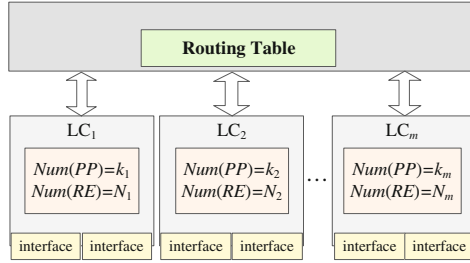 Routing Table
LC₁
LC₂
LCₘ
Num(PP)=k₁
Num(RE)=N₁
Num(PP)=k₂
Num(RE)=N₂
...
Num(PP)=kₘ
Num(RE)=Nₘ
interface interface interface interface interface interface